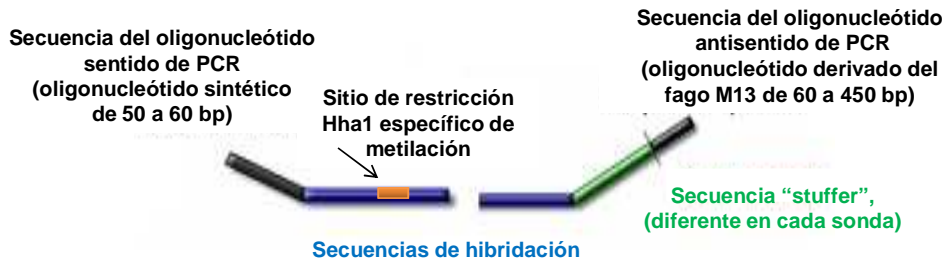 Secuencia del oligonucleótido
sentido de PCR
(oligonucleótido sintético
de 50 a 60 bp)
Sitio de restricción
Hha1 específico de
metilación
Secuencia del oligonucleótido
antisentido de PCR
(oligonucleótido derivado del
fago M13 de 60 a 450 bp)
Secuencia “stuffer”,
(diferente en cada sonda)
Secuencias de hibridación